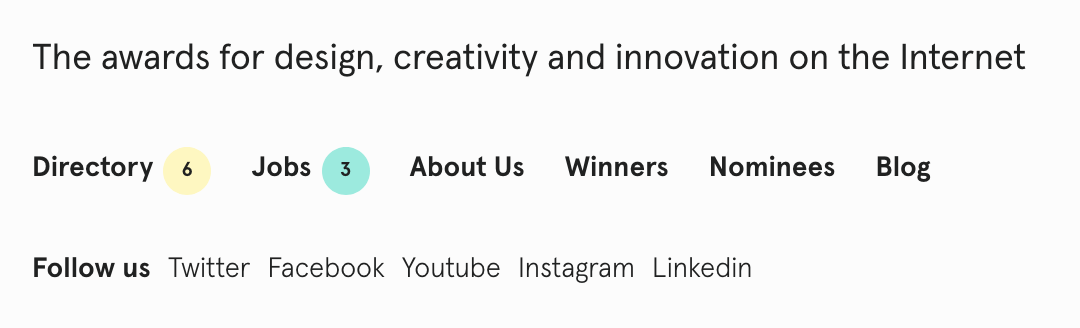 The awards for design, creativity and innovation on the Internet
Directory 6 Jobs 3 About Us Winners Nominees Blog
Follow us Twitter Facebook Youtube Instagram Linkedin